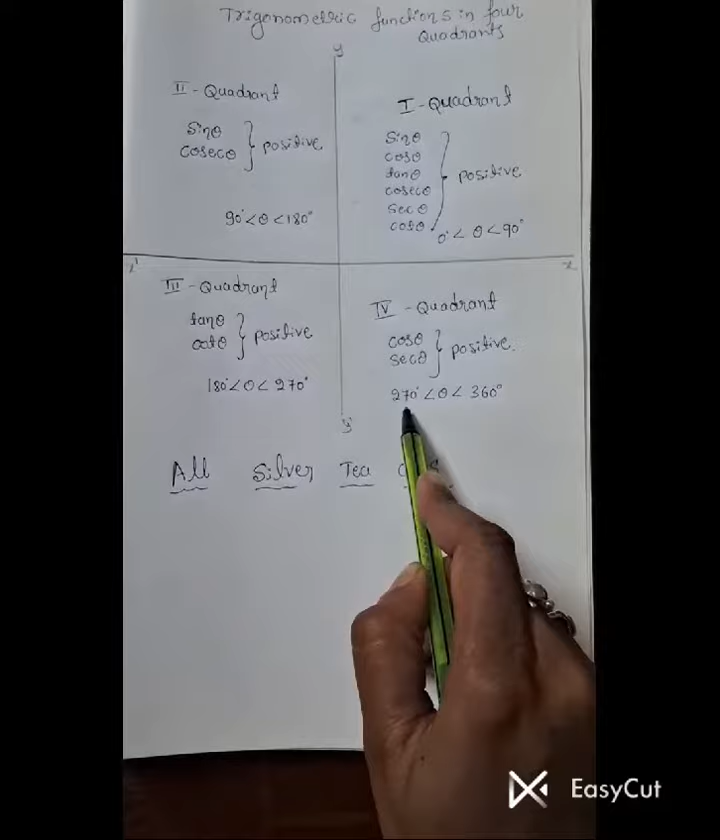 Trigonometric functions in four
Quadrants
y
II - Quadrant
sinθ
cosecθ
} positive
90°<θ<180°
I - Quadrant
sinθ
cosθ
tanθ
cosecθ
secθ
cotθ
} positive
0°<θ<90°
x'
x
III - Quadrant
tanθ
cotθ
} positive
180°<θ<270°
IV - Quadrant
cosθ
secθ
} positive.
270°<θ<360°
y'
All Silver Tea
EasyCut